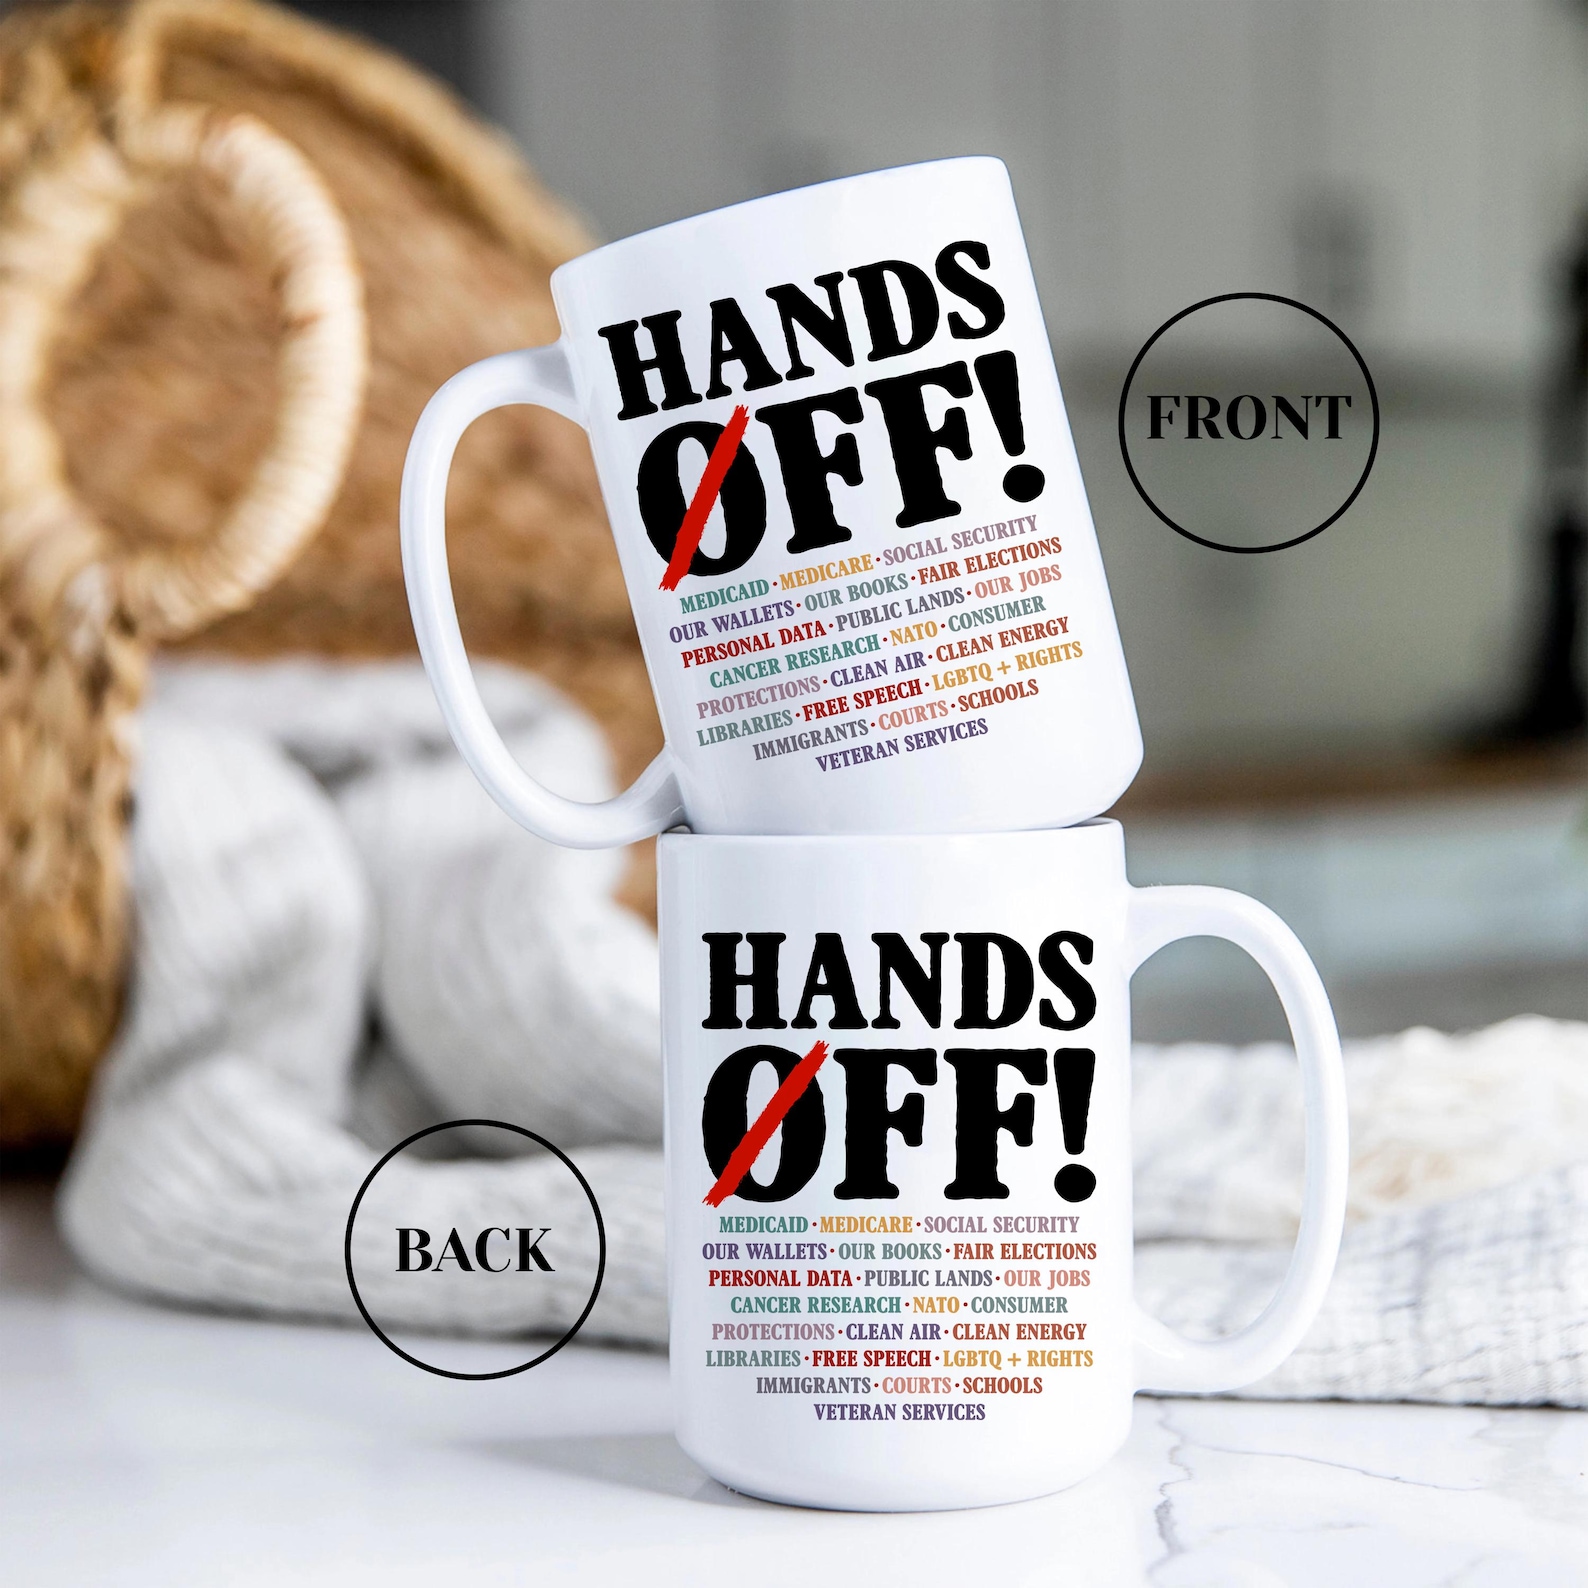 HANDS
OFF!
MEDICAID • MEDICARE • SOCIAL SECURITY
OUR WALLETS • OUR BOOKS • FAIR ELECTIONS
PERSONAL DATA • PUBLIC LANDS • OUR JOBS
CANCER RESEARCH • NATO • CONSUMER
PROTECTIONS • CLEAN AIR • CLEAN ENERGY
LIBRARIES • FREE SPEECH • LGBTQ + RIGHTS
IMMIGRANTS • COURTS • SCHOOLS
VETERAN SERVICES
FRONT
HANDS
OFF!
MEDICAID • MEDICARE • SOCIAL SECURITY
OUR WALLETS • OUR BOOKS • FAIR ELECTIONS
PERSONAL DATA • PUBLIC LANDS • OUR JOBS
CANCER RESEARCH • NATO • CONSUMER
PROTECTIONS • CLEAN AIR • CLEAN ENERGY
LIBRARIES • FREE SPEECH • LGBTQ + RIGHTS
IMMIGRANTS • COURTS • SCHOOLS
VETERAN SERVICES
BACK